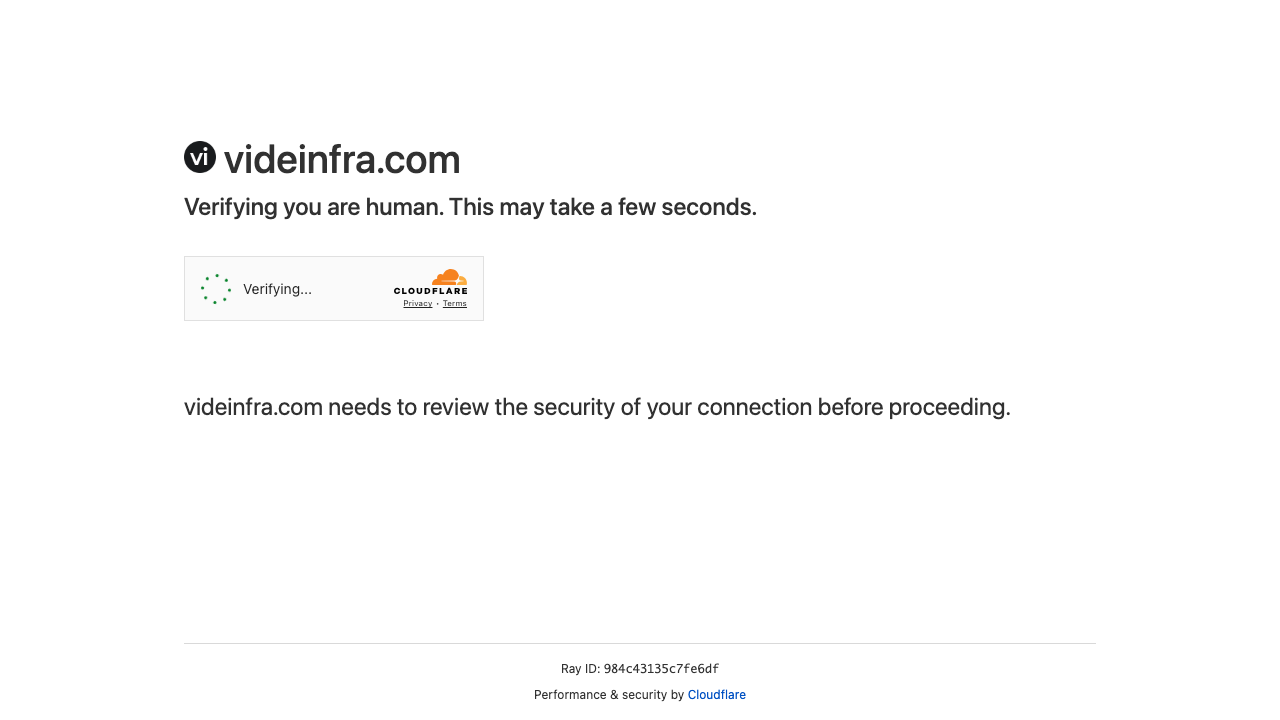 vi videinfra.com
Verifying you are human. This may take a few seconds.
Verifying...
CLOUDFLARE
Privacy • Terms
videinfra.com needs to review the security of your connection before proceeding.
Ray ID: 984c43135c7fe6df
Performance & security by Cloudflare